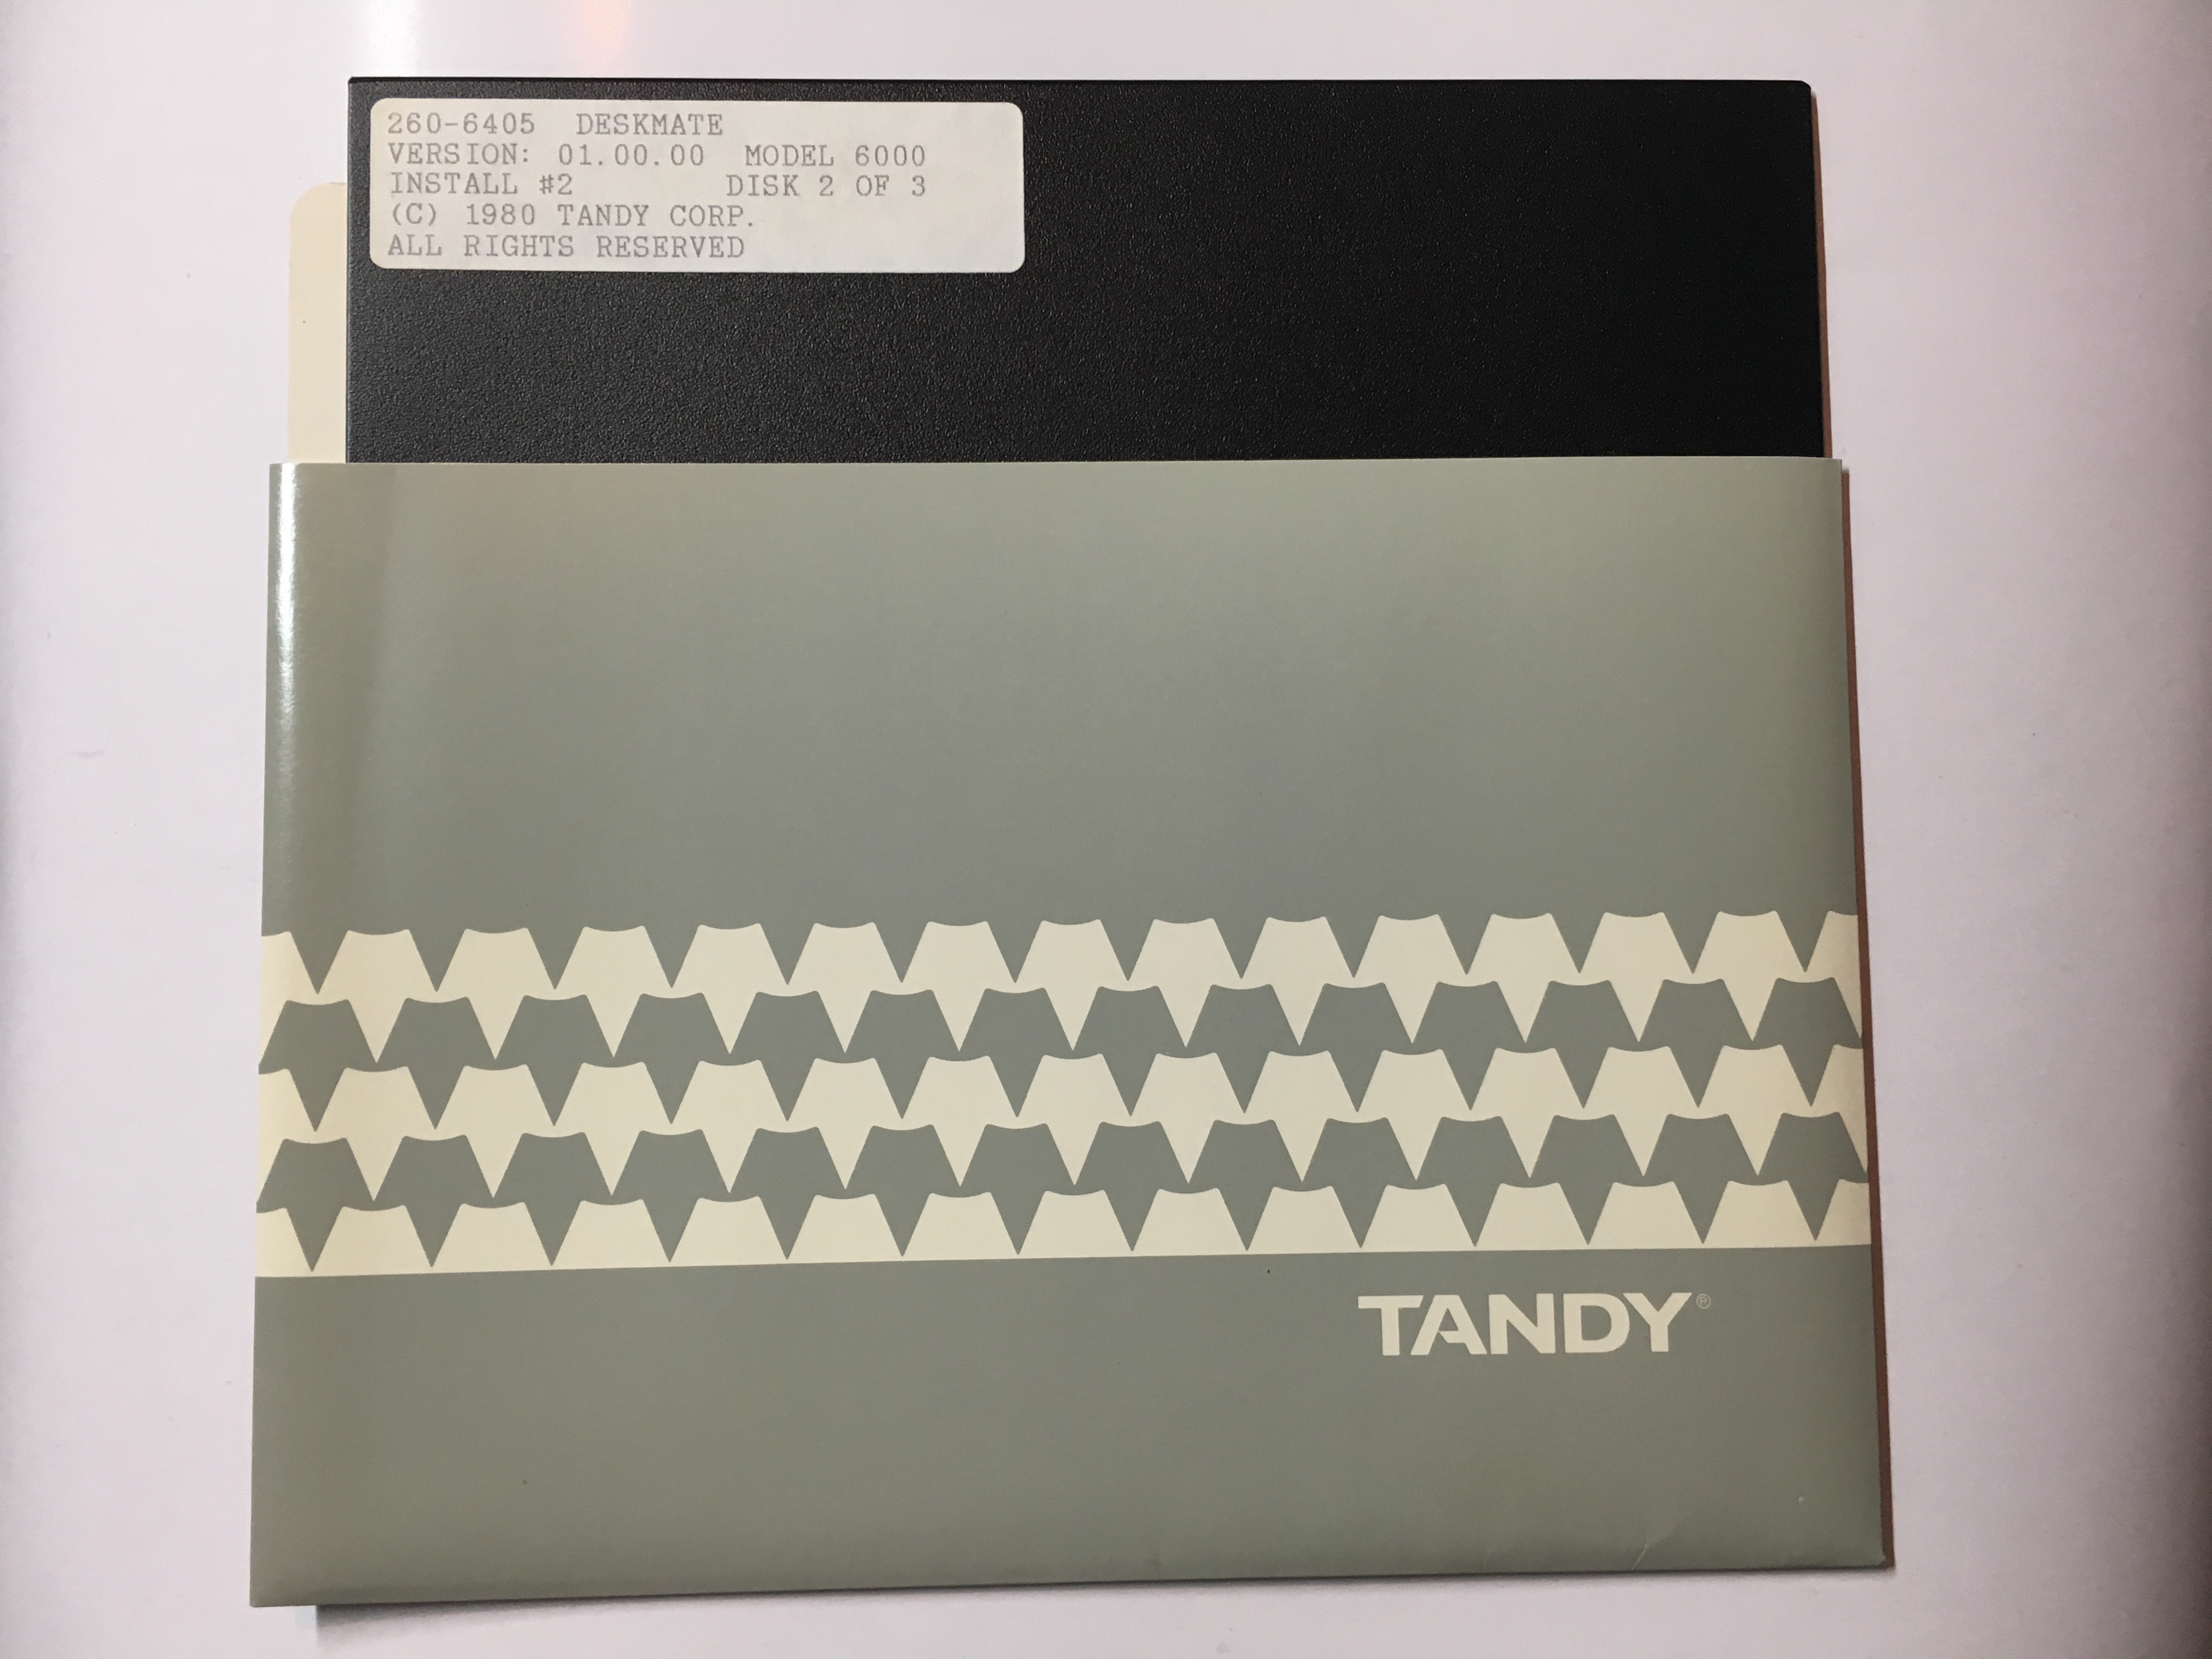 260-6405 DESKMATE
VERSION: 01.00.00 MODEL 6000
INSTALL #2 DISK 2 OF 3
(C) 1980 TANDY CORP.
ALL RIGHTS RESERVED
TANDY®